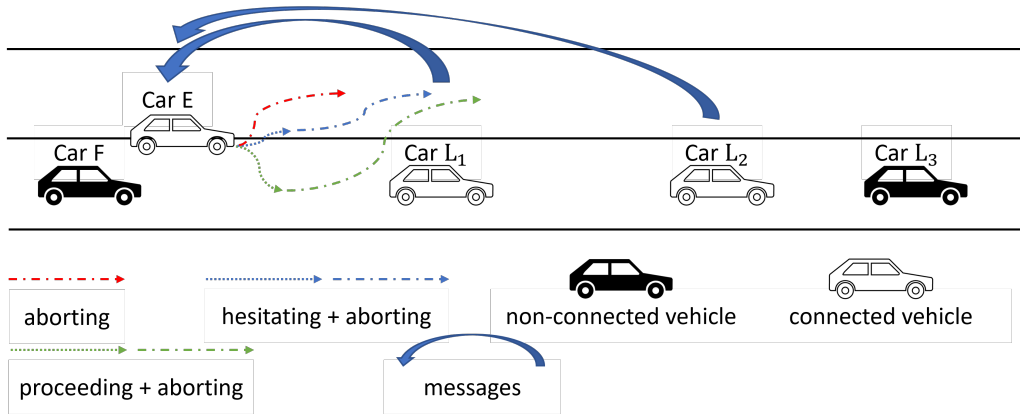 Car E
Car F
Car L₁
Car L₂
Car L₃
aborting
hesitating + aborting
non-connected vehicle
connected vehicle
proceeding + aborting
messages